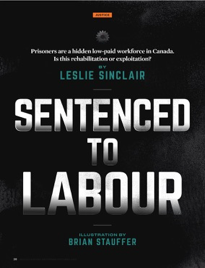 JUSTICE
Prisoners are a hidden low-paid workforce in Canada.
Is this rehabilitation or exploitation?
BY
LESLIE SINCLAIR
SENTENCED
TO
LABOUR
ILLUSTRATION BY
BRIAN STAUFFER